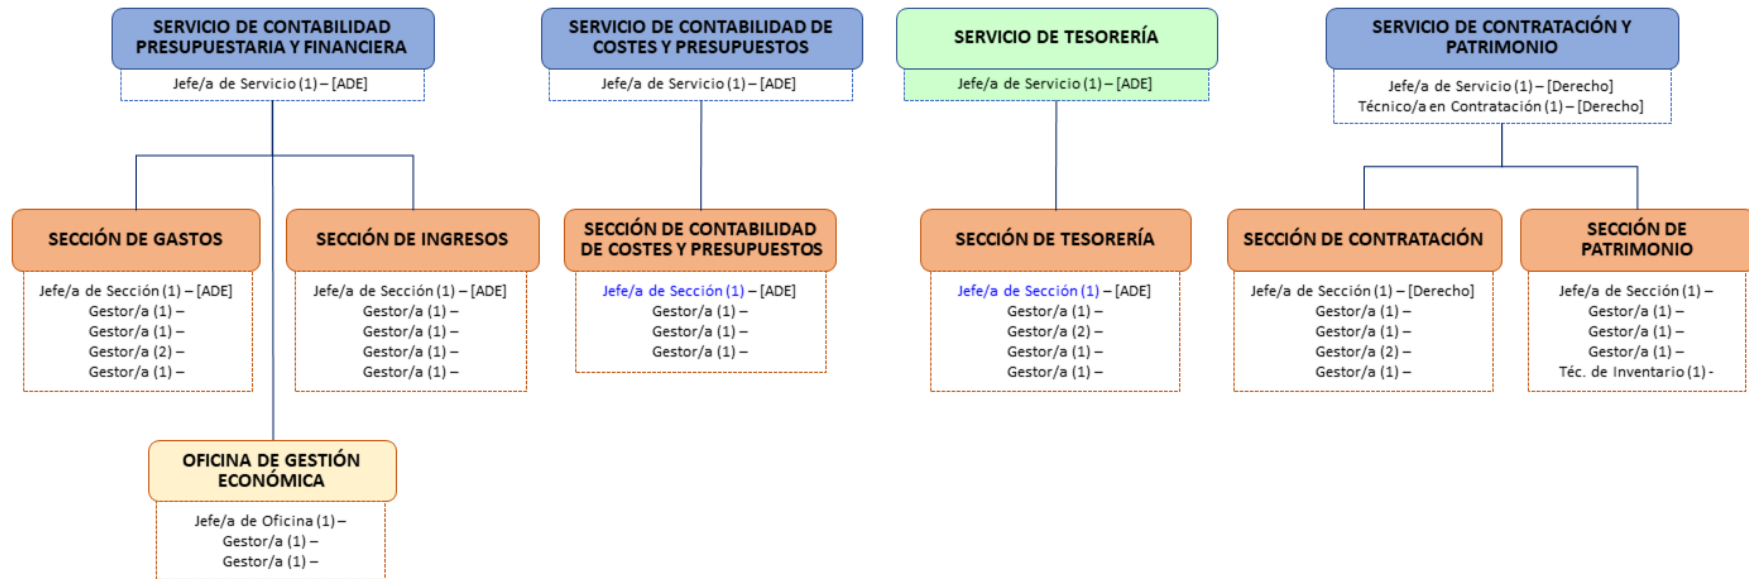 SERVICIO DE CONTABILIDAD
PRESUPUESTARIA Y FINANCIERA
Jefe/a de Servicio (1) – [ADE]
SERVICIO DE CONTABILIDAD DE
COSTES Y PRESUPUESTOS
Jefe/a de Servicio (1) – [ADE]
SERVICIO DE TESORERÍA
Jefe/a de Servicio (1) – [ADE]
SERVICIO DE CONTRATACIÓN Y
PATRIMONIO
Jefe/a de Servicio (1) – [Derecho]
Técnico/a en Contratación (1) – [Derecho]
SECCIÓN DE GASTOS
Jefe/a de Sección (1) – [ADE]
Gestor/a (1) –
Gestor/a (1) –
Gestor/a (2) –
Gestor/a (1) –
SECCIÓN DE INGRESOS
Jefe/a de Sección (1) – [ADE]
Gestor/a (1) –
Gestor/a (1) –
Gestor/a (1) –
Gestor/a (1) –
SECCIÓN DE CONTABILIDAD
DE COSTES Y PRESUPUESTOS
Jefe/a de Sección (1) – [ADE]
Gestor/a (1) –
Gestor/a (1) –
Gestor/a (1) –
SECCIÓN DE TESORERÍA
Jefe/a de Sección (1) – [ADE]
Gestor/a (1) –
Gestor/a (2) –
Gestor/a (1) –
Gestor/a (1) –
SECCIÓN DE CONTRATACIÓN
Jefe/a de Sección (1) – [Derecho]
Gestor/a (1) –
Gestor/a (1) –
Gestor/a (2) –
Gestor/a (1) –
SECCIÓN DE
PATRIMONIO
Jefe/a de Sección (1) –
Gestor/a (1) –
Gestor/a (1) –
Gestor/a (1) –
Téc. de Inventario (1) -
OFICINA DE GESTIÓN
ECONÓMICA
Jefe/a de Oficina (1) –
Gestor/a (1) –
Gestor/a (1) –